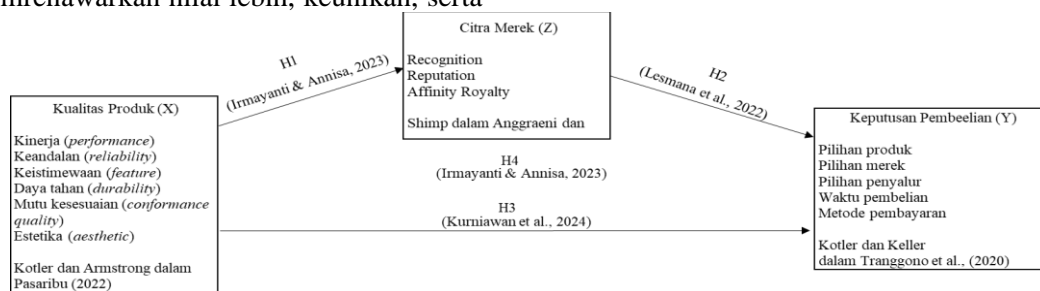 nilai lebih, keunikan, serta
Citra Merek (Z)
Recognition
Reputation
Affinity Royalty
Shimp dalam Anggraeni dan
H1
(Irmayanti & Annisa, 2023)
H2
(Lesmana et al., 2022)
Kualitas Produk (X)
Kinerja (performance)
Keandalan (reliability)
Keistimewaan (feature)
Daya tahan (durability)
Mutu kesesuaian (conformance
quality)
Estetika (aesthetic)
Kotler dan Armstrong dalam
Pasaribu (2022)
H4
(Irmayanti & Annisa, 2023)
H3
(Kurniawan et al., 2024)
Keputusan Pembeelian (Y)
Pilihan produk
Pilihan merek
Pilihan penyalur
Waktu pembelian
Metode pembayaran
Kotler dan Keller
dalam Tranggono et al., (2020)